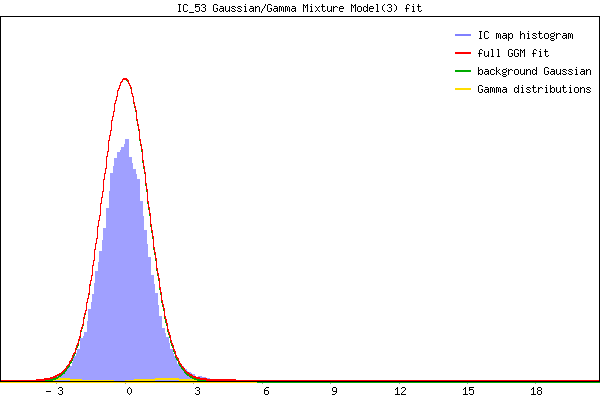 IC_53 Gaussian/Gamma Mixture Model(3) fit
IC map histogram
full GGM fit
background Gaussian
Gamma distributions
-3 0 3 6 9 12 15 18